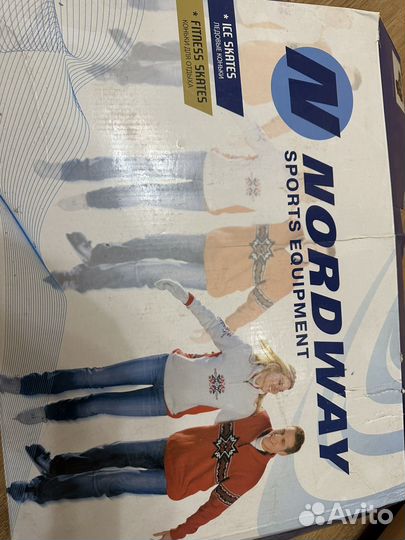 * ICE SKATES
ЛЕДОВЫЕ КОНЬКИ
* FITNESS SKATES
КОНЬКИ ДЛЯ ОТДЫХА
N NORDWAY
SPORTS EQUIPMENT
Avito